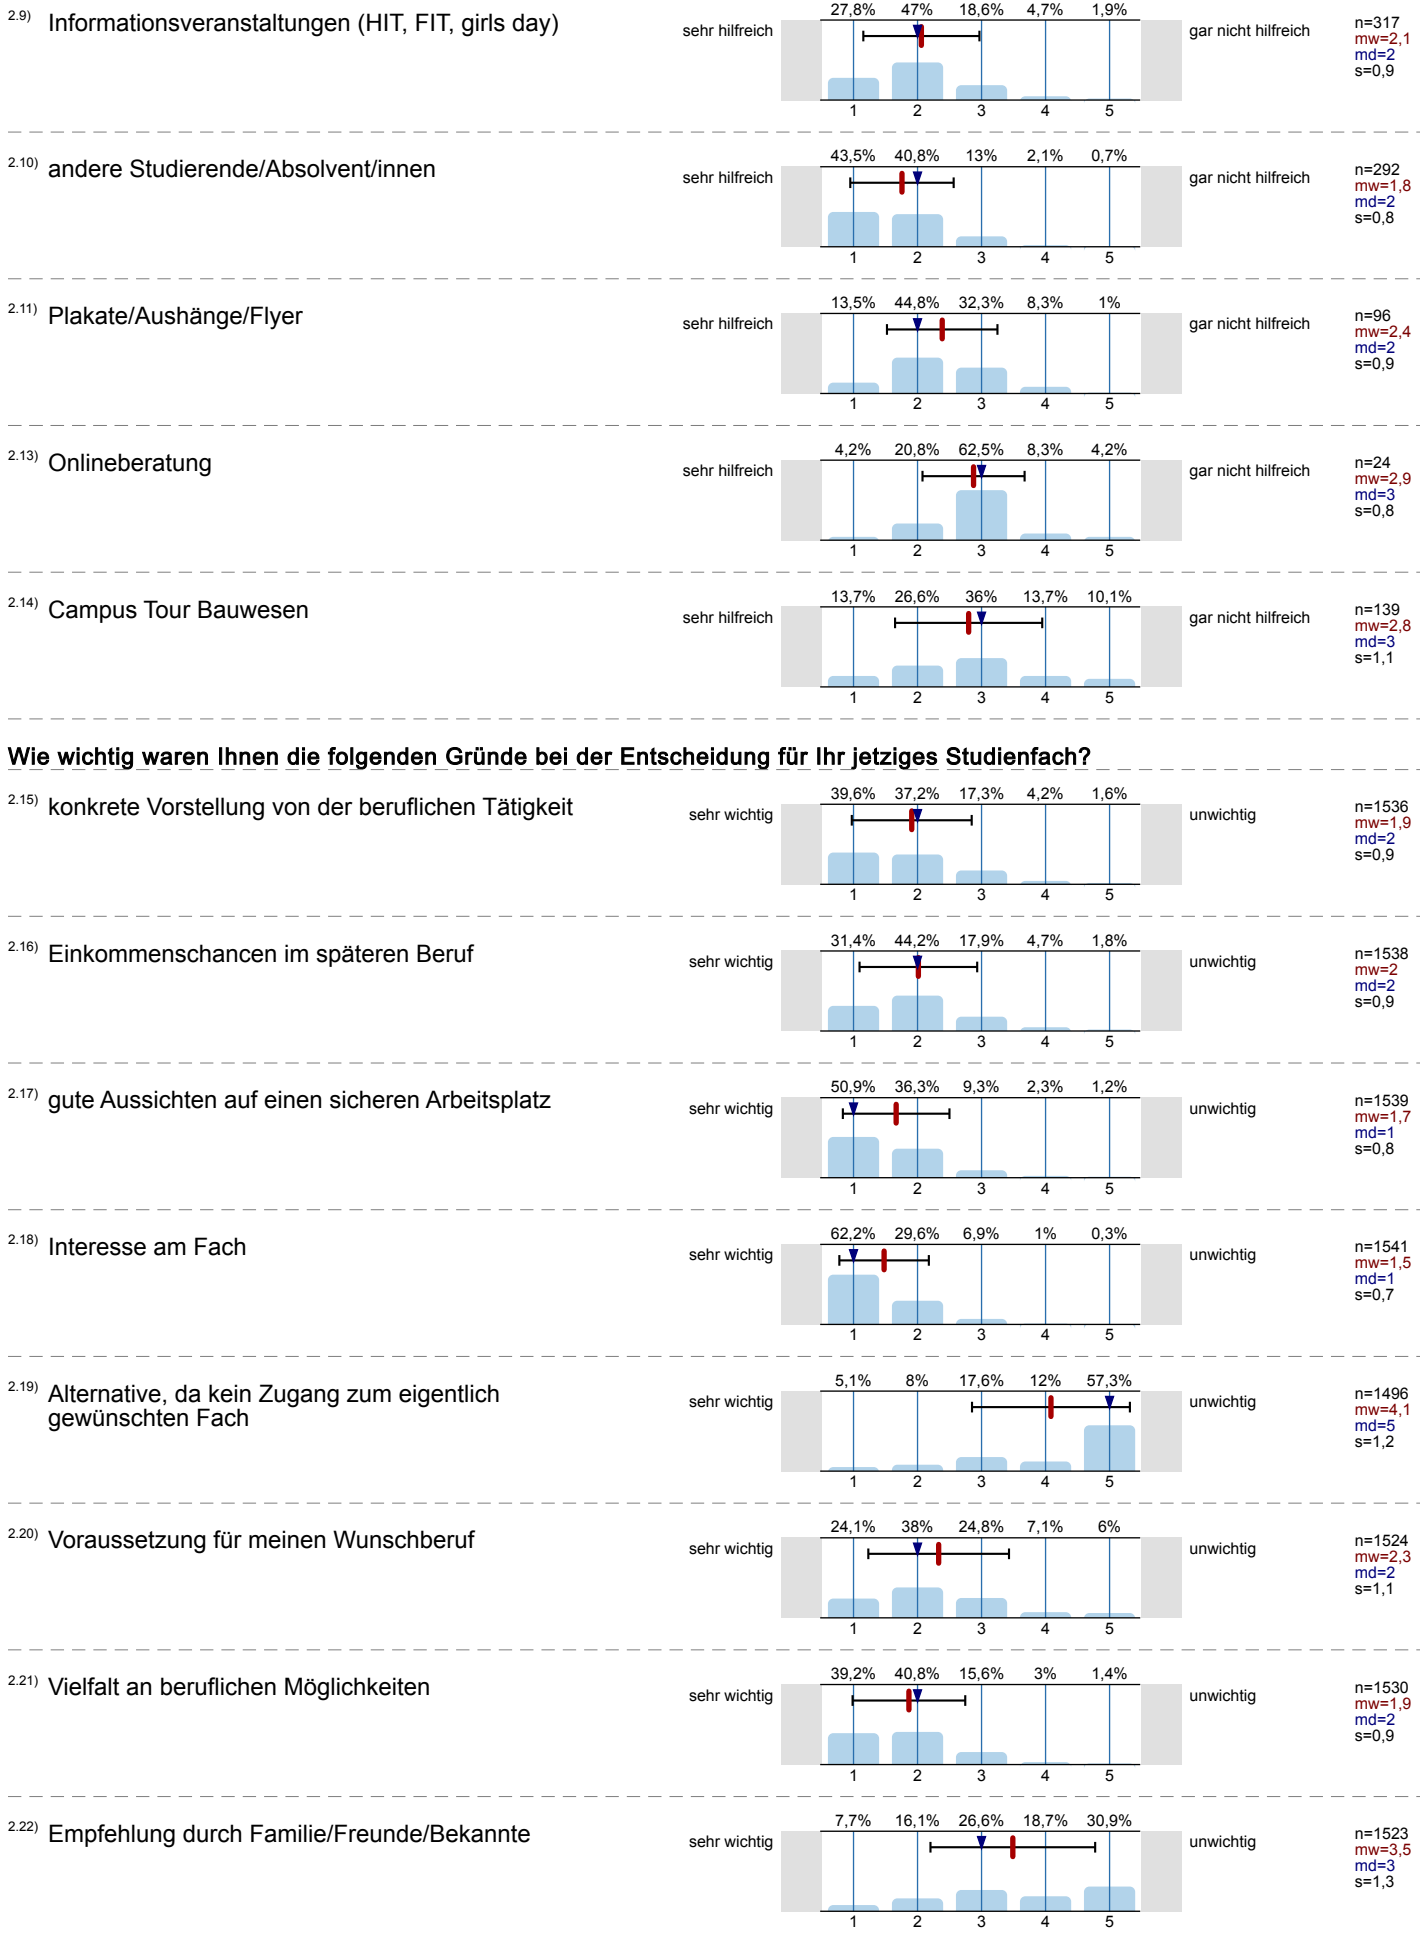 2.9) Informationsveranstaltungen (HIT, FIT, girls day)
27,8% 47% 18,6% 4,7% 1,9%
sehr hilfreich gar nicht hilfreich
1 2 3 4 5
n=317
mw=2,1
md=2
s=0,9
2.10) andere Studierende/Absolvent/innen
43,5% 40,8% 13% 2,1% 0,7%
sehr hilfreich gar nicht hilfreich
1 2 3 4 5
n=292
mw=1,8
md=2
s=0,8
2.11) Plakate/Aushänge/Flyer
13,5% 44,8% 32,3% 8,3% 1%
sehr hilfreich gar nicht hilfreich
1 2 3 4 5
n=96
mw=2,4
md=2
s=0,9
2.13) Onlineberatung
4,2% 20,8% 62,5% 8,3% 4,2%
sehr hilfreich gar nicht hilfreich
1 2 3 4 5
n=24
mw=2,9
md=3
s=0,8
2.14) Campus Tour Bauwesen
13,7% 26,6% 36% 13,7% 10,1%
sehr hilfreich gar nicht hilfreich
1 2 3 4 5
n=139
mw=2,8
md=3
s=1,1
Wie wichtig waren Ihnen die folgenden Gründe bei der Entscheidung für Ihr jetziges Studienfach?
2.15) konkrete Vorstellung von der beruflichen Tätigkeit
39,6% 37,2% 17,3% 4,2% 1,6%
sehr wichtig unwichtig
1 2 3 4 5
n=1536
mw=1,9
md=2
s=0,9
2.16) Einkommenschancen im späteren Beruf
31,4% 44,2% 17,9% 4,7% 1,8%
sehr wichtig unwichtig
1 2 3 4 5
n=1538
mw=2
md=2
s=0,9
2.17) gute Aussichten auf einen sicheren Arbeitsplatz
50,9% 36,3% 9,3% 2,3% 1,2%
sehr wichtig unwichtig
1 2 3 4 5
n=1539
mw=1,7
md=1
s=0,8
2.18) Interesse am Fach
62,2% 29,6% 6,9% 1% 0,3%
sehr wichtig unwichtig
1 2 3 4 5
n=1541
mw=1,5
md=1
s=0,7
2.19) Alternative, da kein Zugang zum eigentlich
gewünschten Fach
5,1% 8% 17,6% 12% 57,3%
sehr wichtig unwichtig
1 2 3 4 5
n=1496
mw=4,1
md=5
s=1,2
2.20) Voraussetzung für meinen Wunschberuf
24,1% 38% 24,8% 7,1% 6%
sehr wichtig unwichtig
1 2 3 4 5
n=1524
mw=2,3
md=2
s=1,1
2.21) Vielfalt an beruflichen Möglichkeiten
39,2% 40,8% 15,6% 3% 1,4%
sehr wichtig unwichtig
1 2 3 4 5
n=1530
mw=1,9
md=2
s=0,9
2.22) Empfehlung durch Familie/Freunde/Bekannte
7,7% 16,1% 26,6% 18,7% 30,9%
sehr wichtig unwichtig
1 2 3 4 5
n=1523
mw=3,5
md=3
s=1,3